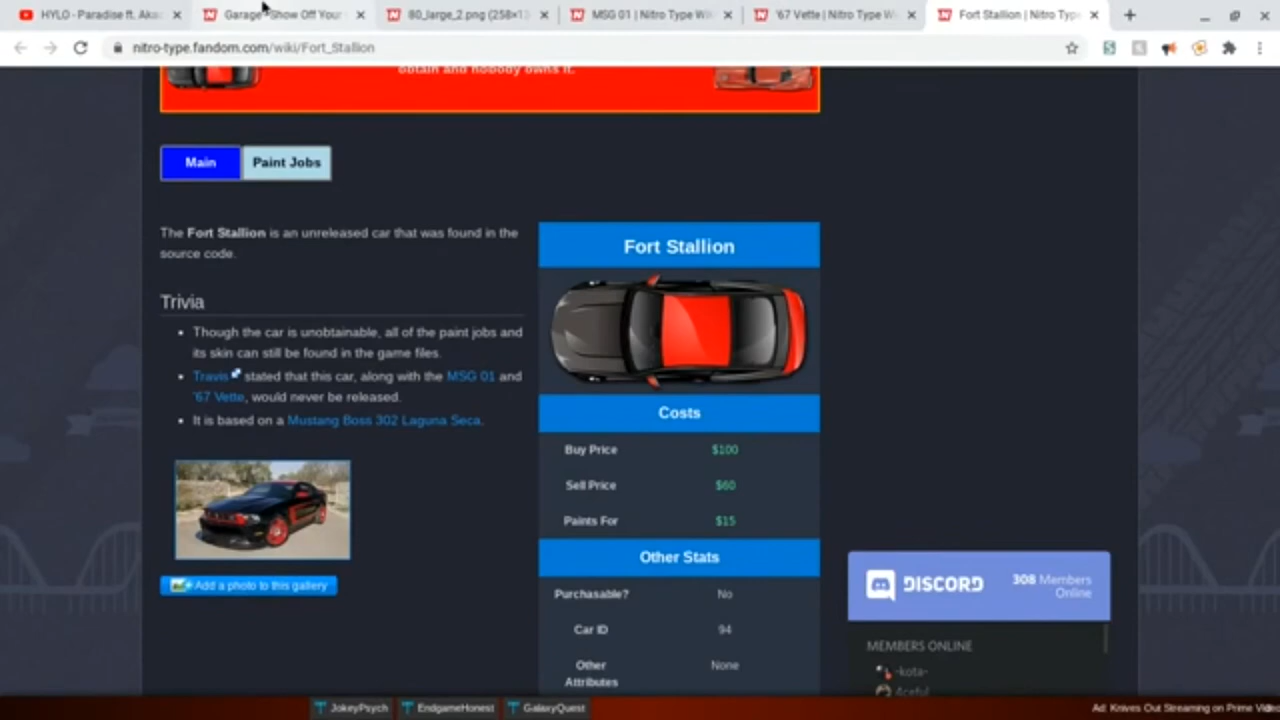 HYLO - Paradise ft. Aka
Garage - Show Off Your
80_large_2.png (258×1
MSG 01 | Nitro Type Wi
'67 Vette | Nitro Type W
Fort Stallion | Nitro Type
nitro-type.fandom.com/wiki/Fort_Stallion
obtain and nobody owns it.
Main
Paint Jobs
The Fort Stallion is an unreleased car that was found in the
source code.
Trivia
Though the car is unobtainable, all of the paint jobs and
its skin can still be found in the game files.
Travis stated that this car, along with the MSG 01 and
'67 Vette, would never be released.
It is based on a Mustang Boss 302 Laguna Seca.
Add a photo to this gallery
Fort Stallion
Costs
Buy Price $100
Sell Price $60
Paints For $15
Other Stats
Purchasable? No
Car ID 94
Other
Attributes
None
DISCORD
308 Members
Online
MEMBERS ONLINE
-kota-
4ceful
JokeyPsych
EndgameHonest
GalaxyQuest
Ad: Knives Out Streaming on Prime